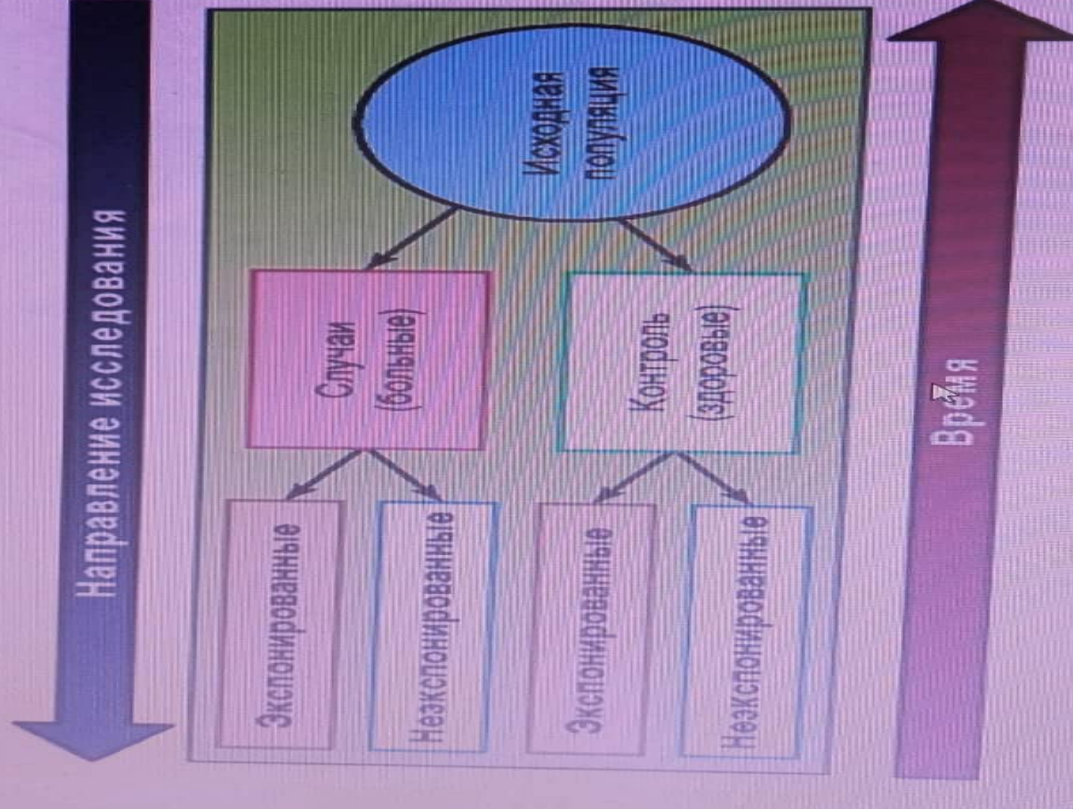 Направление исследования
Экспонированные
Неэкспонированные
Случаи
(больные)
Исходная
популяция
Экспонированные
Неэкспонированные
Контроль
(здоровые)
Время